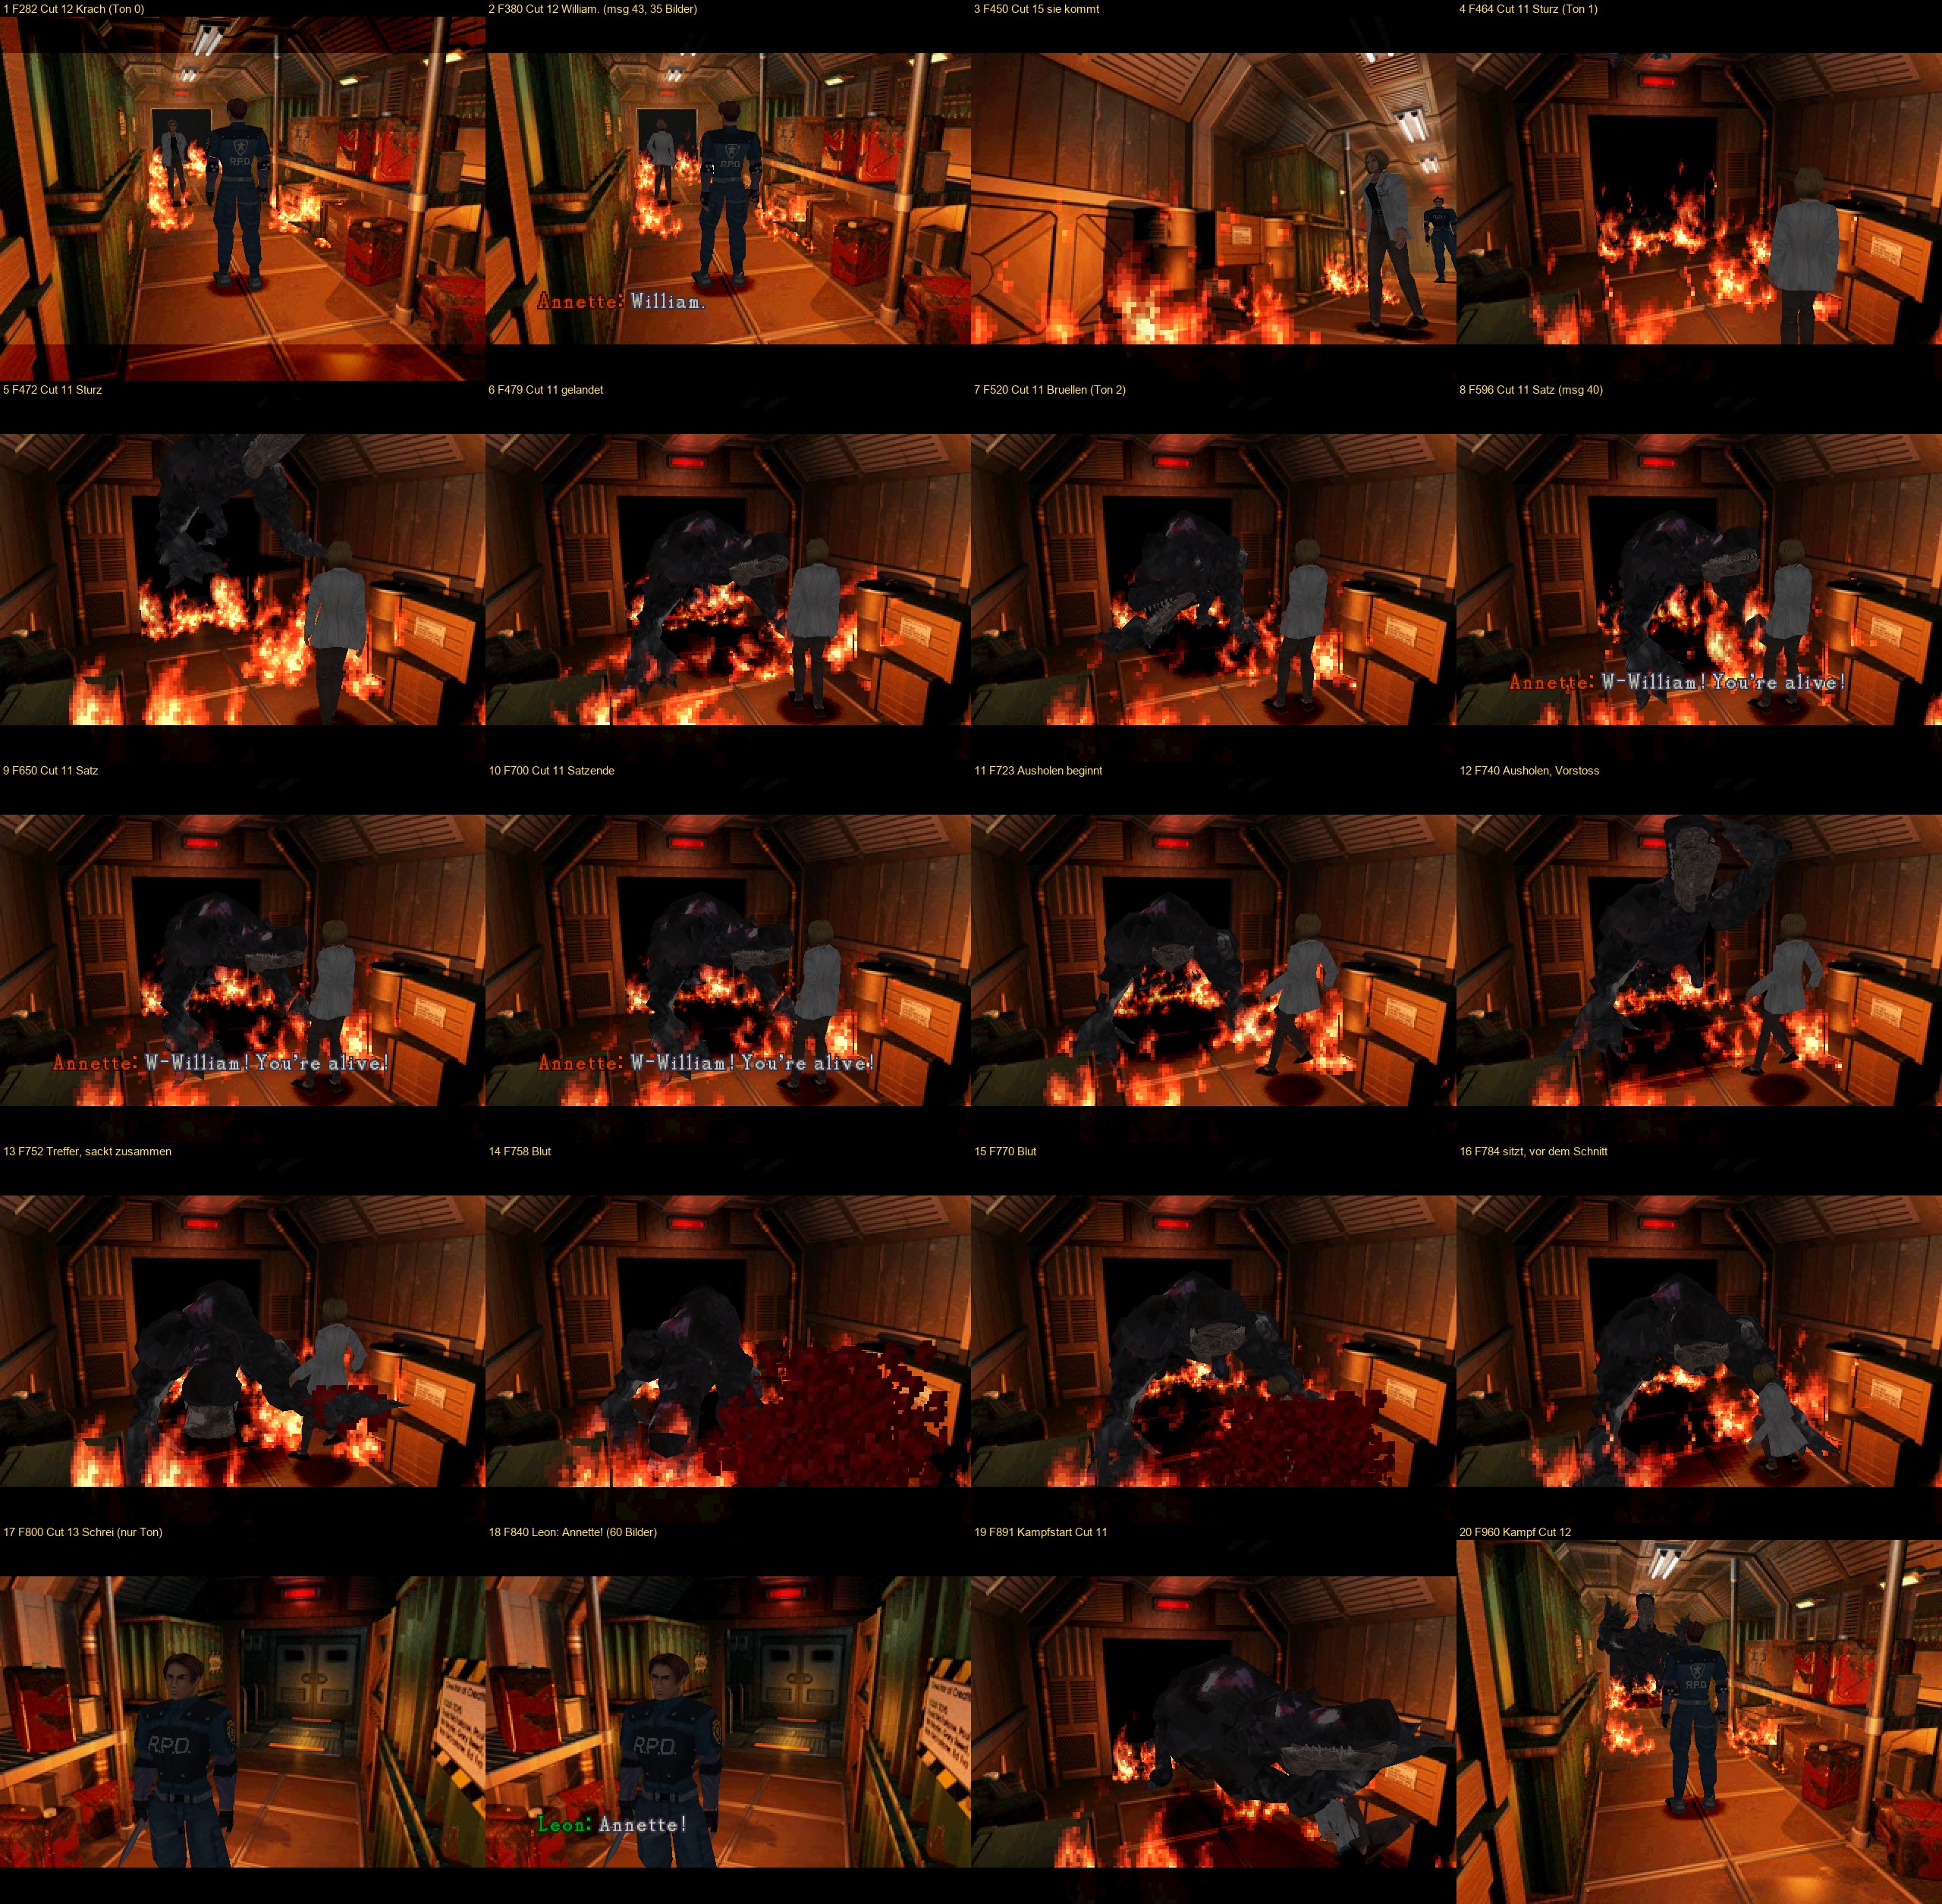 1 F282 Cut 12 Krach (Ton 0)
2 F380 Cut 12 William. (msg 43, 35 Bilder)
3 F450 Cut 15 sie kommt
4 F464 Cut 11 Sturz (Ton 1)
R.P.D.
R.P.D.
Annette: William.
5 F472 Cut 11 Sturz
6 F479 Cut 11 gelandet
7 F520 Cut 11 Bruellen (Ton 2)
8 F596 Cut 11 Satz (msg 40)
Annette: W-William! You're alive!
9 F650 Cut 11 Satz
10 F700 Cut 11 Satzende
11 F723 Ausholen beginnt
12 F740 Ausholen, Vorstoss
Annette: W-William! You're alive!
Annette: W-William! You're alive!
13 F752 Treffer, sackt zusammen
14 F758 Blut
15 F770 Blut
16 F784 sitzt, vor dem Schnitt
17 F800 Cut 13 Schrei (nur Ton)
18 F840 Leon: Annette! (60 Bilder)
19 F891 Kampfstart Cut 11
20 F960 Kampf Cut 12
R.P.D.
R.P.D.
R.P.D.
Leon: Annette!